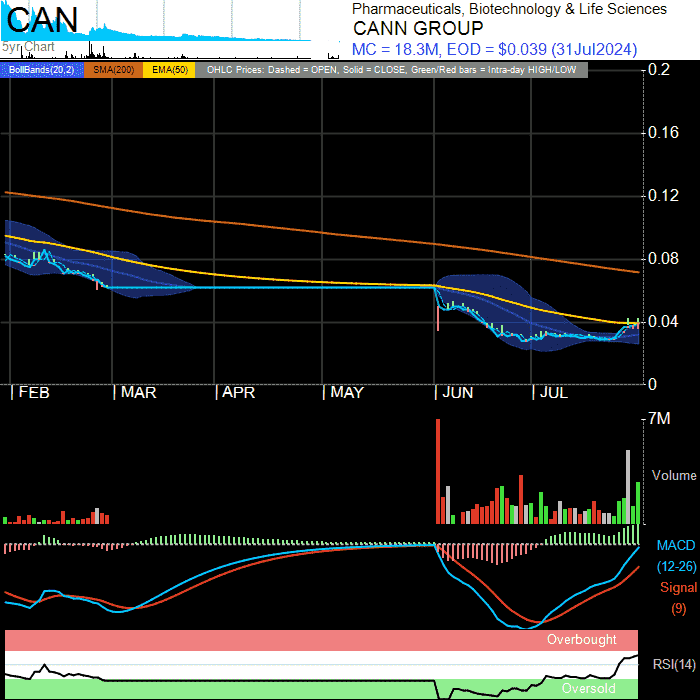 CAN
5yr Chart
Pharmaceuticals, Biotechnology & Life Sciences
CANN GROUP
MC = 18.3M, EOD = $0.039 (31Jul2024)
BollBands(20,2) SMA(200) EMA(50) OHLC Prices: Dashed = OPEN, Solid = CLOSE, Green/Red bars = Intra-day HIGH/LOW
0.2
0.16
0.12
0.08
0.04
0
FEB MAR APR MAY JUN JUL
7M
Volume
MACD
(12-26)
Signal
(9)
Overbought
RSI(14)
Oversold